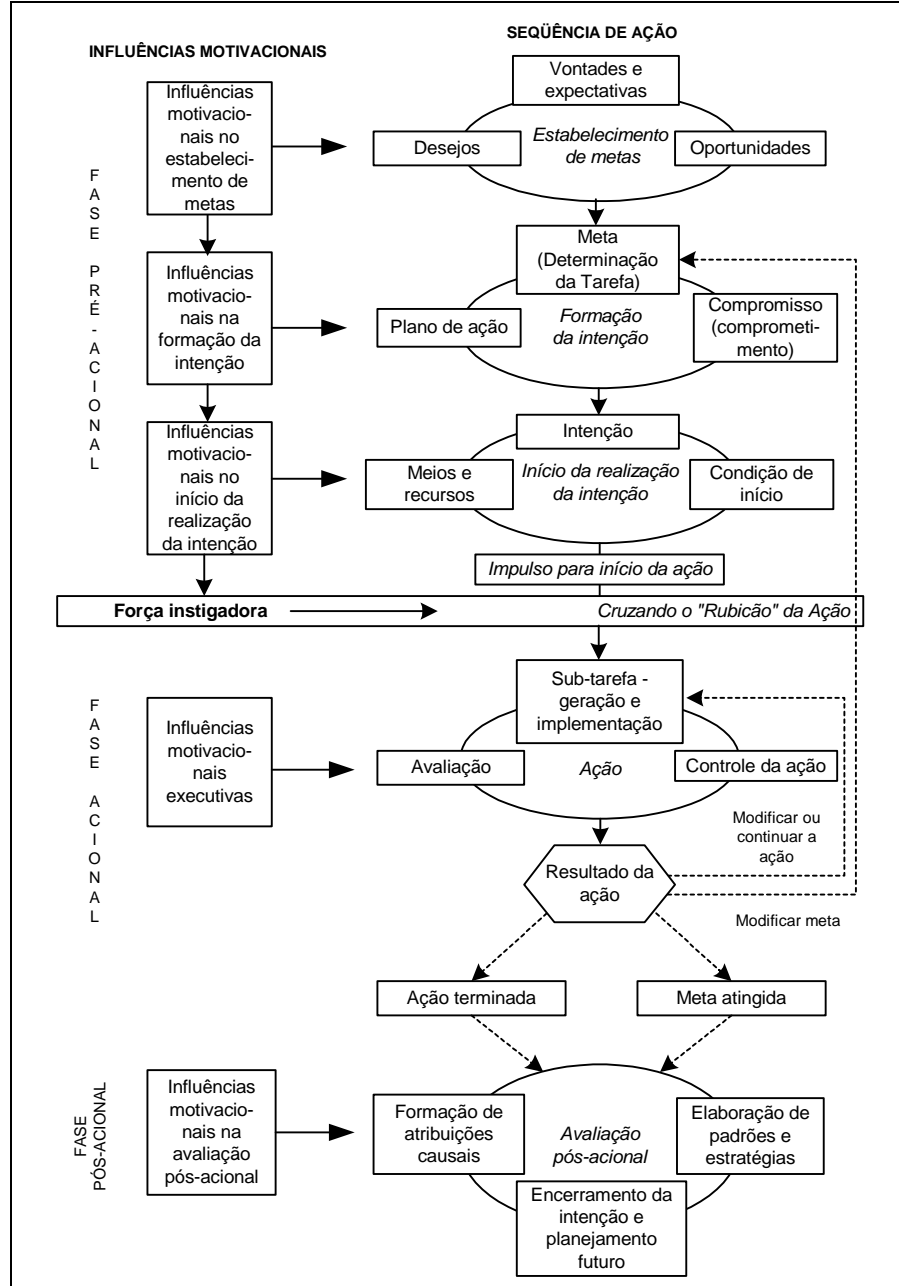 INFLUÊNCIAS MOTIVACIONAIS
SEQÜÊNCIA DE AÇÃO
FASE PRÉ-ACIONAL
Influências
motivacio-
nais no
estabeleci-
mento de
metas
Vontades e
expectativas
Desejos
Estabelecimento
de metas
Oportunidades
Influências
motivacio-
nais na
formação da
intenção
Meta
(Determinação
da Tarefa)
Plano de ação
Formação
da intenção
Compromisso
(comprometi-
mento)
Influências
motivacio-
nais no
início da
realização
da intenção
Intenção
Meios e
recursos
Início da realização
da intenção
Condição de
início
Impulso para início da ação
Força instigadora
Cruzando o "Rubicão" da Ação
FASE ACIONAL
Influências
motivacio-
nais
executivas
Sub-tarefa -
geração e
implementação
Avaliação
Ação
Controle da ação
Modificar ou
continuar a
ação
Resultado da
ação
Modificar meta
Ação terminada
Meta atingida
FASE
PÓS-ACIONAL
Influências
motivacio-
nais na
avaliação
pós-acional
Formação de
atribuições
causais
Avaliação
pós-acional
Elaboração de
padrões e
estratégias
Encerramento da
intenção e
planejamento
futuro